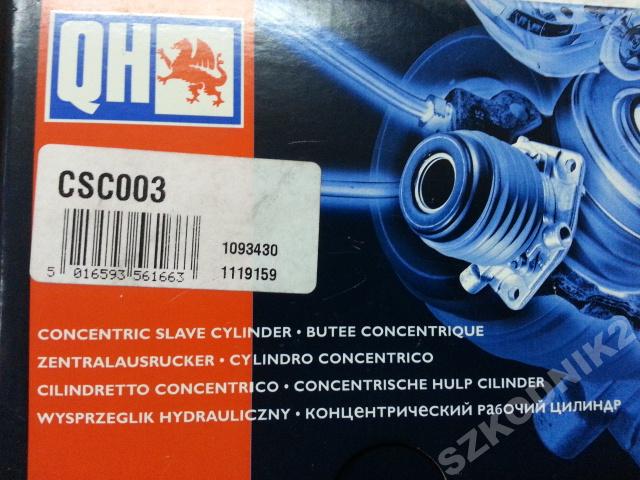 QH
CSC003
1093430
5 016593 561663 1119159
CONCENTRIC SLAVE CYLINDER • BUTEE CONCENTRIQUE
ZENTRALAUSRUCKER • CYLINDRO CONCENTRICO
CILINDRETTO CONCENTRICO • CONCENTRISCHE HULP CILINDER
WYSPRZEGLIK HYDRAULICZNY • КОНЦЕНТРИЧЕСКИЙ РАБОЧИЙ ЦИЛИНДР
SZKODNIK2